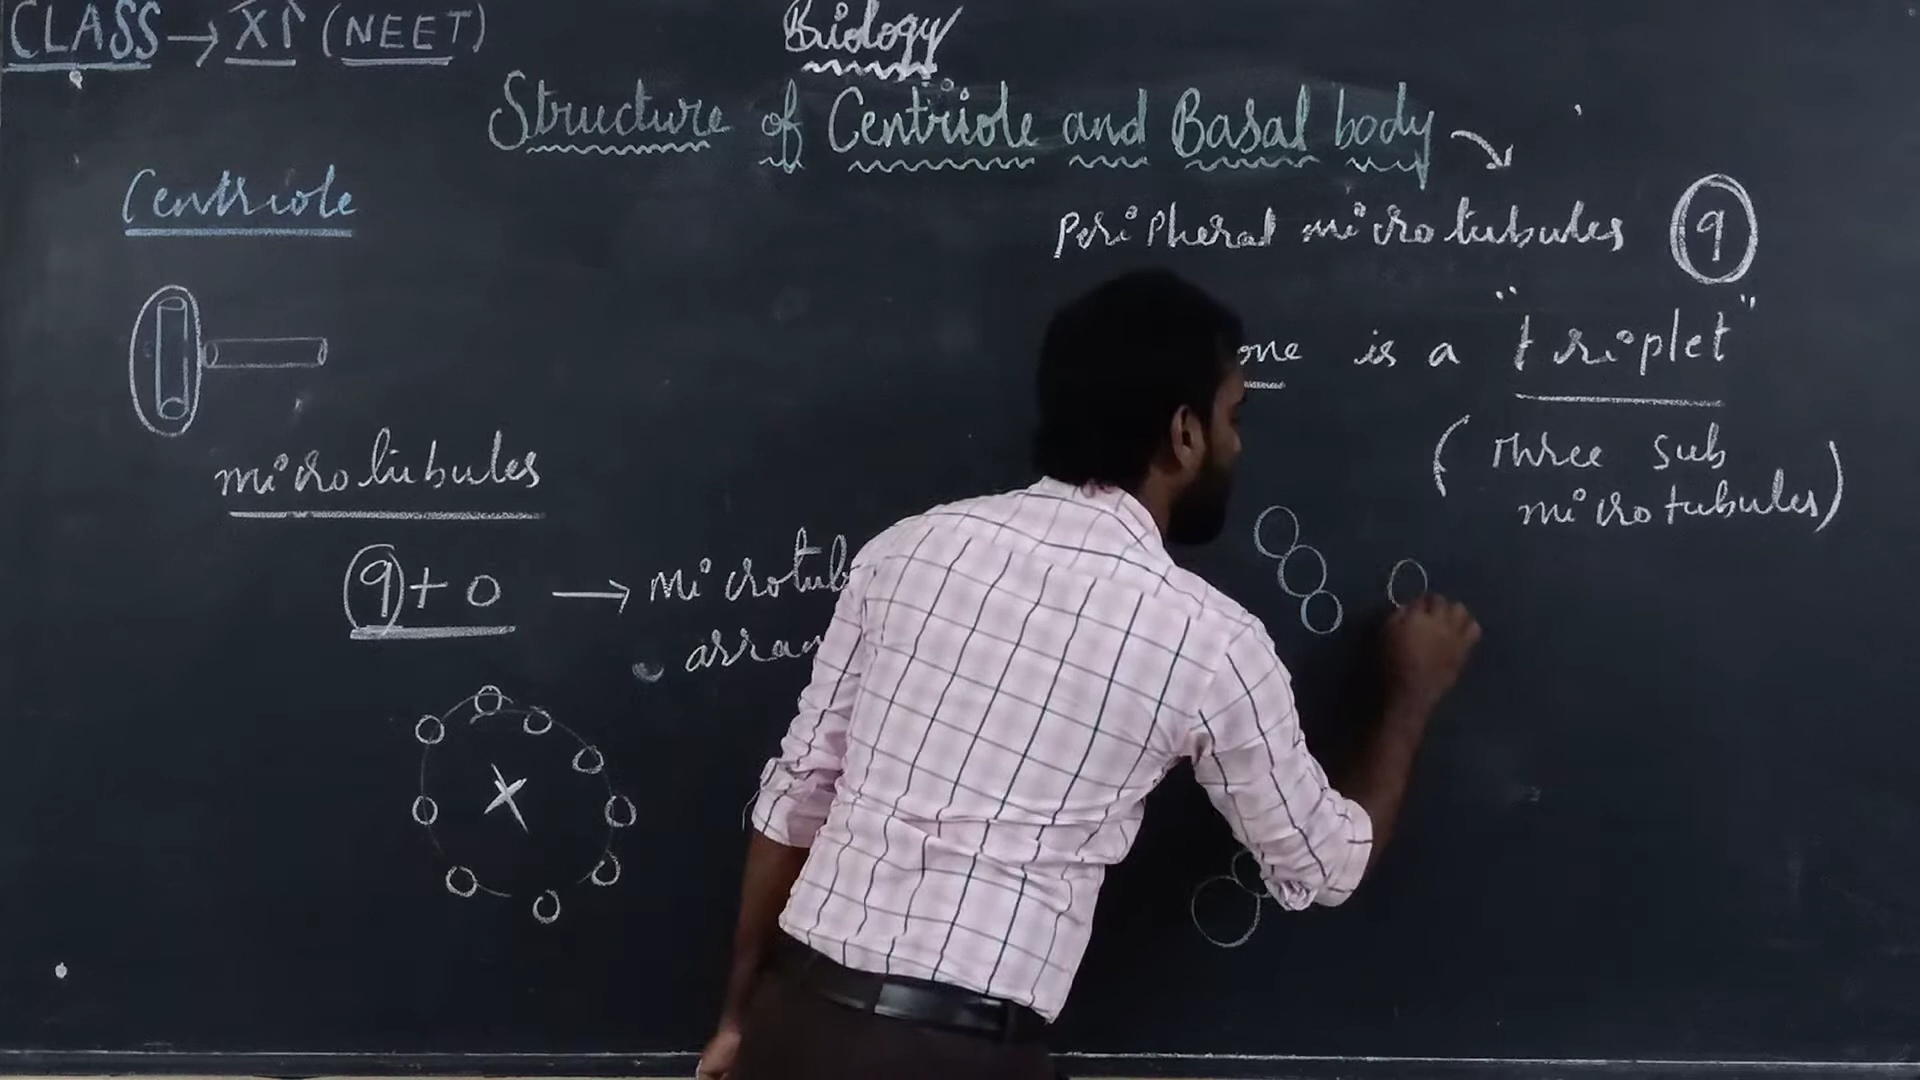 CLASS → XI (NEET)
Biology
Structure of Centriole and Basal body
Centriole
Peripheral microtubules 9
one is a "triplet"
(three sub
microtubules)
microtubules
9 + 0 →